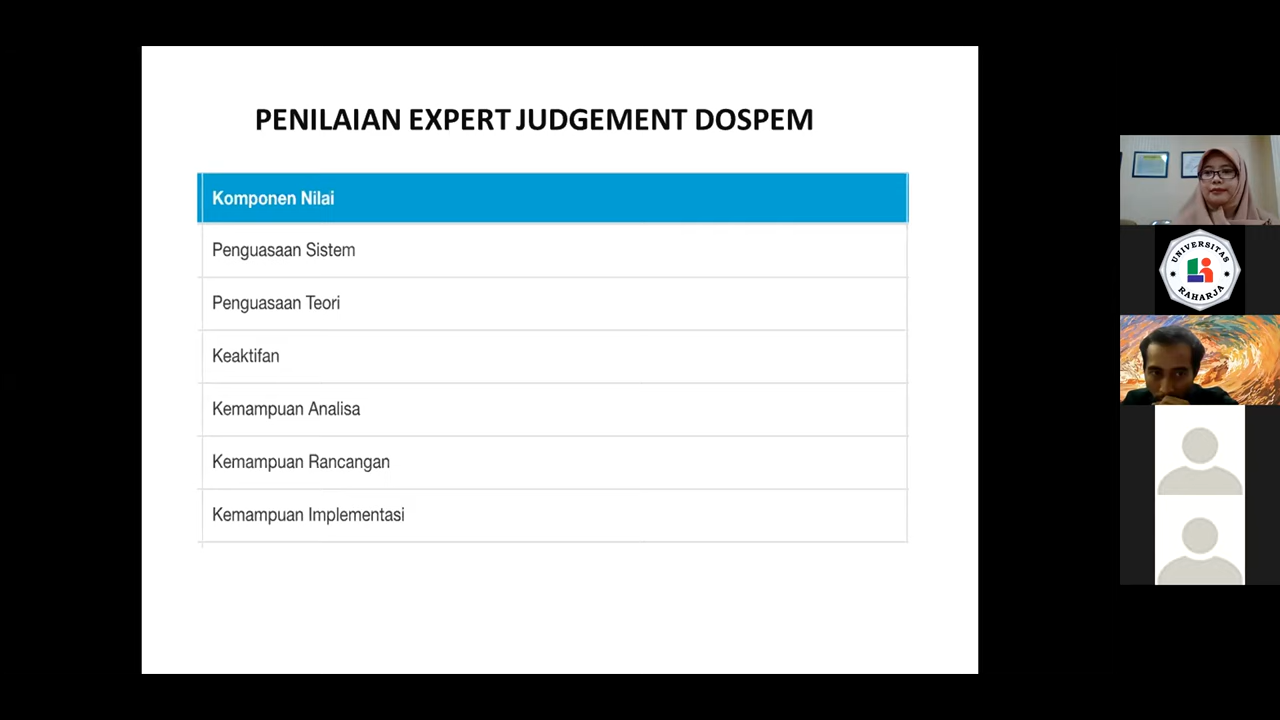 PENILAIAN EXPERT JUDGEMENT DOSPEM
Komponen Nilai
Penguasaan Sistem
Penguasaan Teori
Keaktifan
Kemampuan Analisa
Kemampuan Rancangan
Kemampuan Implementasi
UNIVERSITAS
RAHARJA